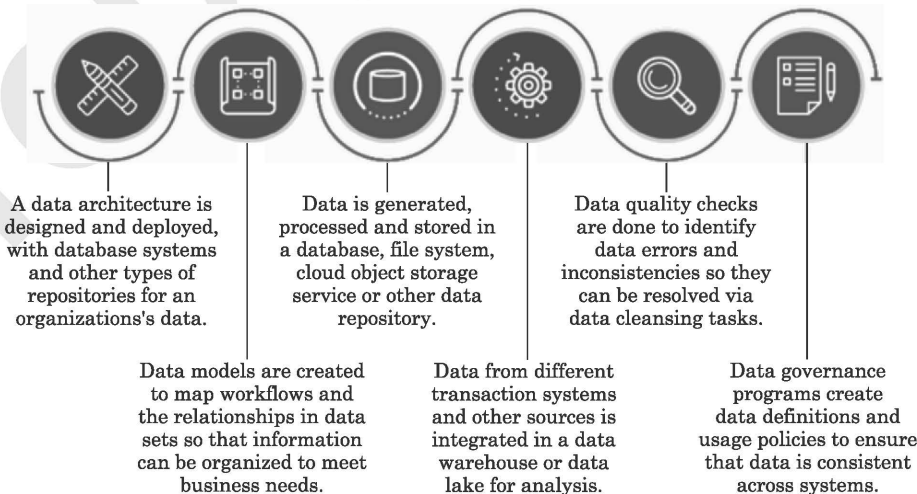 A data architecture is
designed and deployed,
with database systems
and other types of
repositories for an
organizations's data.
Data models are created
to map workflows and
the relationships in data
sets so that information
can be organized to meet
business needs.
Data is generated,
processed and stored in
a database, file system,
cloud object storage
service or other data
repository.
Data from different
transaction systems
and other sources is
integrated in a data
warehouse or data
lake for analysis.
Data quality checks
are done to identify
data errors and
inconsistencies so they
can be resolved via
data cleansing tasks.
Data governance
programs create
data definitions and
usage policies to ensure
that data is consistent
across systems.